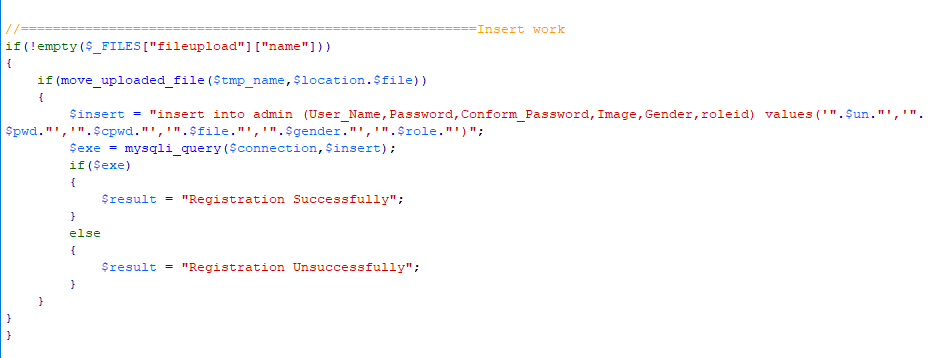 //=========================================================Insert work
if(!empty($_FILES["fileupload"]["name"]))
{
    if(move_uploaded_file($tmp_name,$location.$file))
    {
        $insert = "insert into admin (User_Name,Password,Conform_Password,Image,Gender,roleid) values('".$un."','".
$pwd."','".$cpwd."','".$file."','".$gender."','".$role."')";
        $exe = mysqli_query($connection,$insert);
        if($exe)
        {
            $result = "Registration Successfully";
        }
        else
        {
            $result = "Registration Unsuccessfully";
        }
    }
}
}